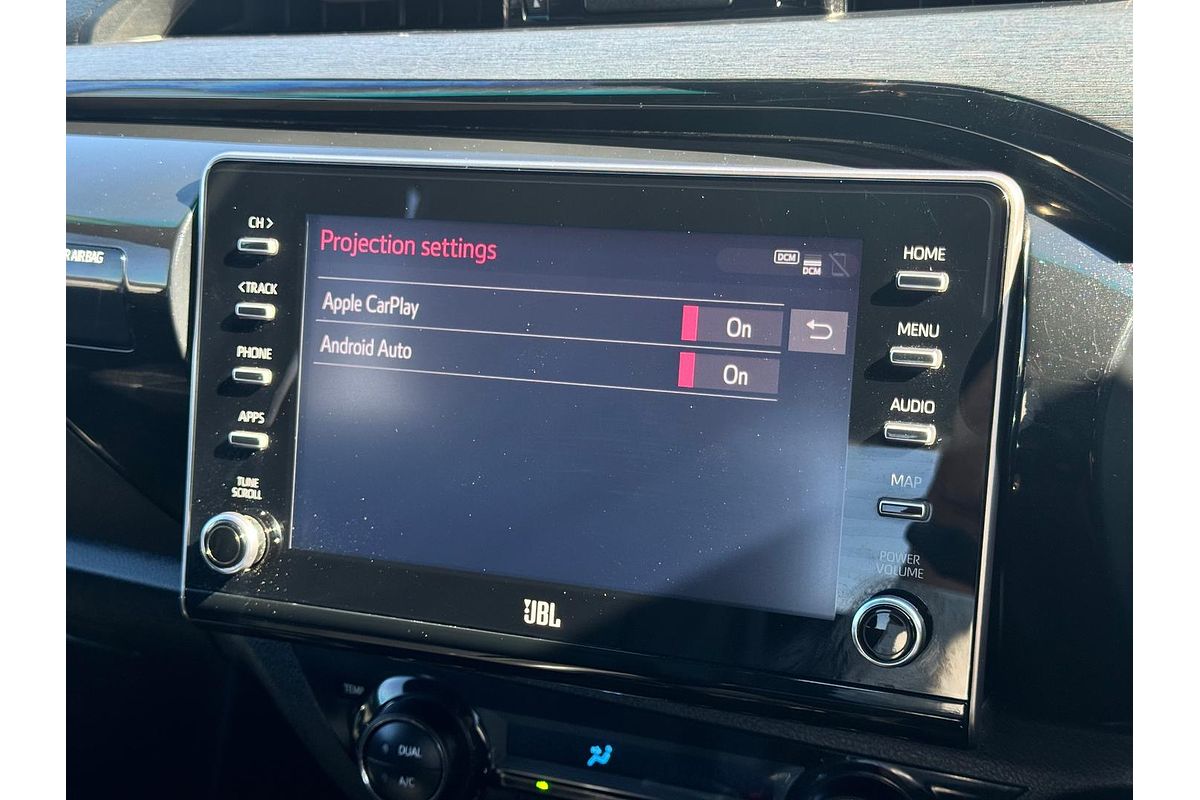 R AIRBAG
CH>
<TRACK
PHONE
APPS
TUNE
SCROLL
Projection settings
DCM
DCM
Apple CarPlay
On
Android Auto
On
HOME
MENU
AUDIO
MAP
POWER
VOLUME
JBL
TEMP
DUAL
A/C